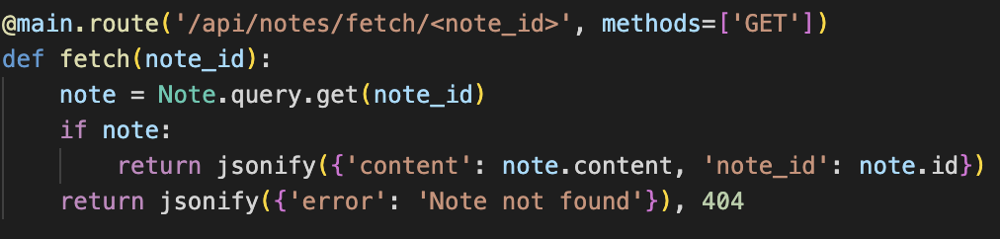 @main.route('/api/notes/fetch/<note_id>', methods=['GET'])
def fetch(note_id):
    note = Note.query.get(note_id)
    if note:
        return jsonify({'content': note.content, 'note_id': note.id})
    return jsonify({'error': 'Note not found'}), 404